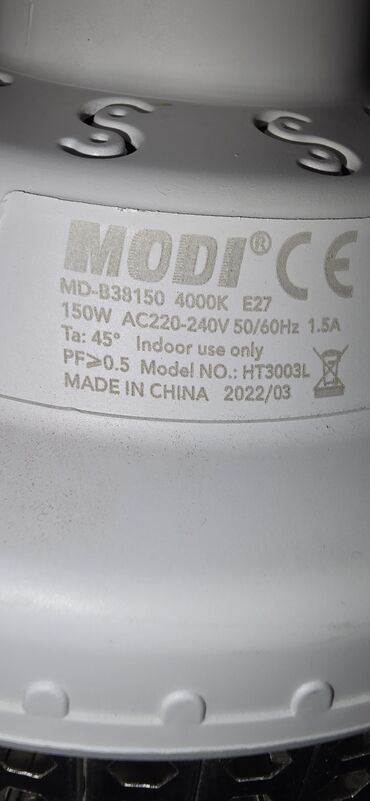 MODI® CE
MD-B38150 4000K E27
150W AC220-240V 50/60Hz 1.5A
Ta: 45° Indoor use only
PF⩾0.5 Model NO.: HT3003L
MADE IN CHINA 2022/03